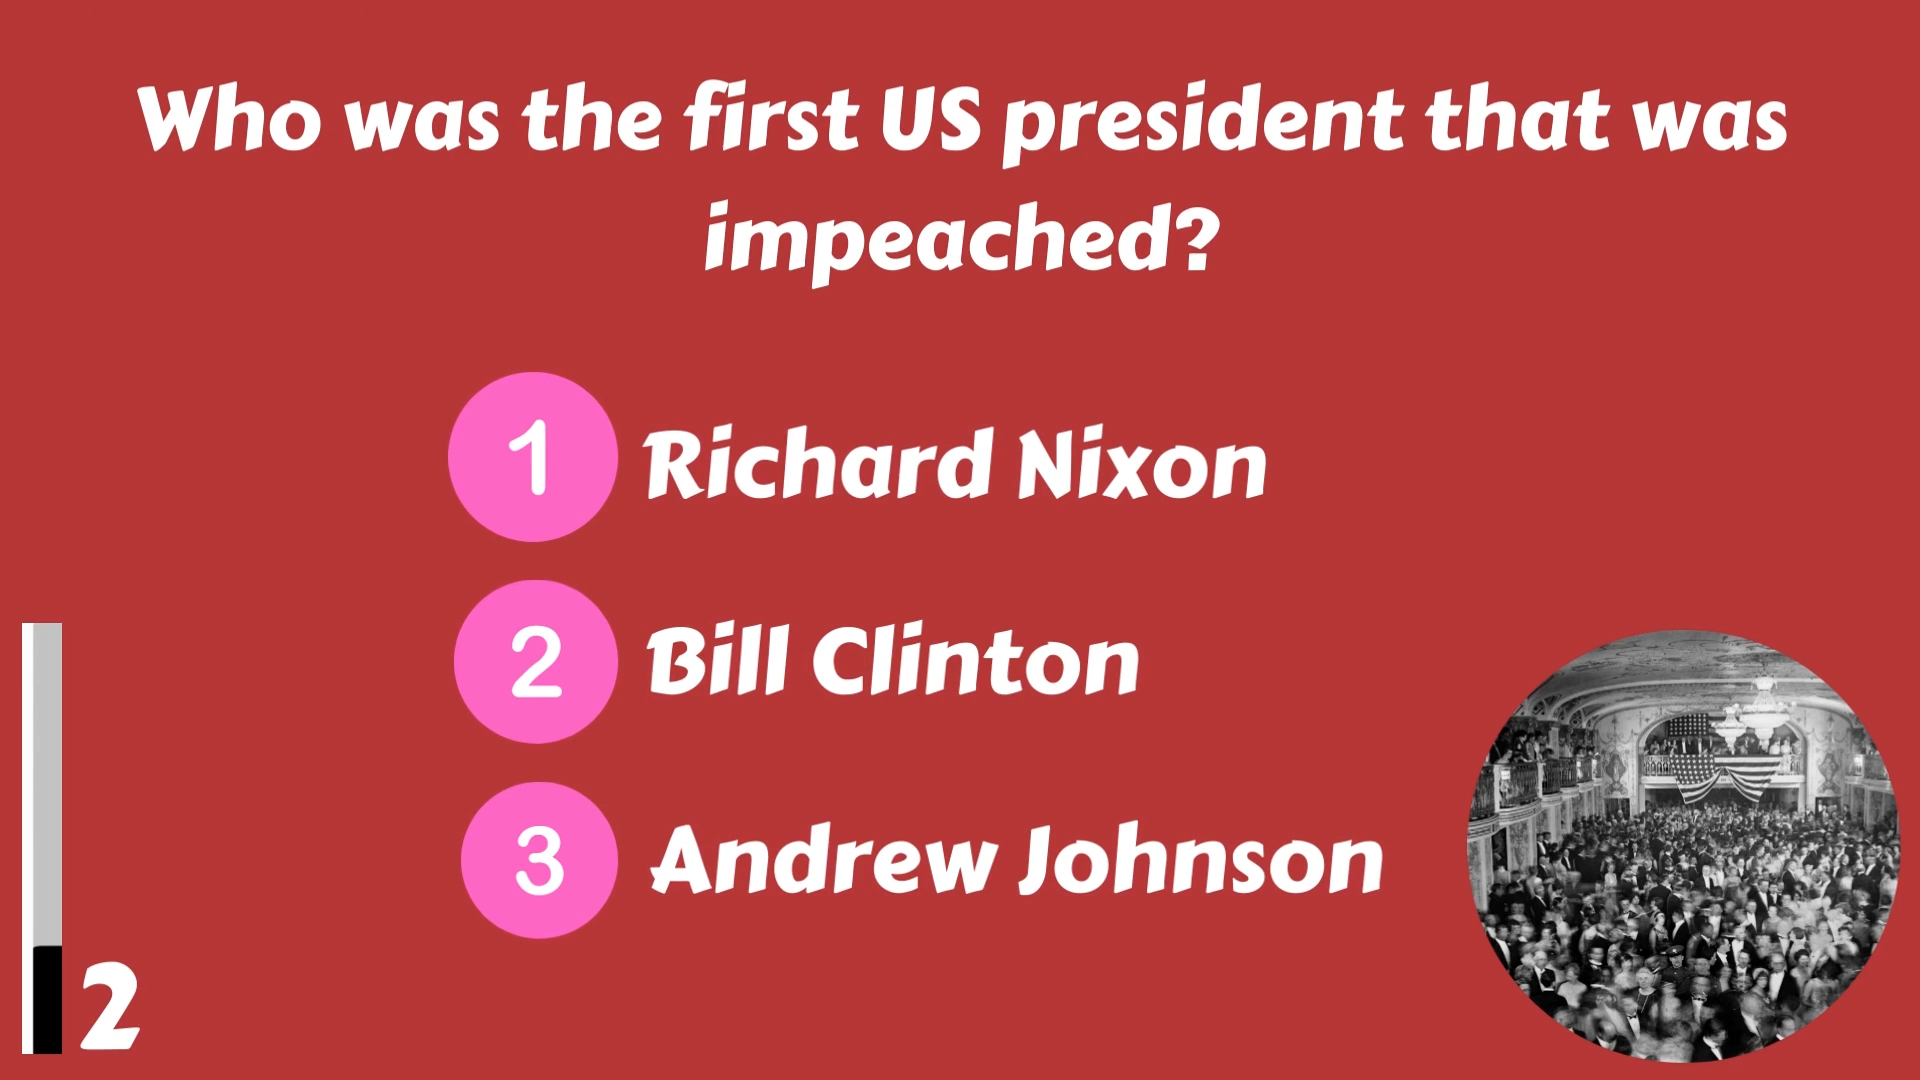 Who was the first US president that was
impeached?
1 Richard Nixon
2 Bill Clinton
3 Andrew Johnson
2